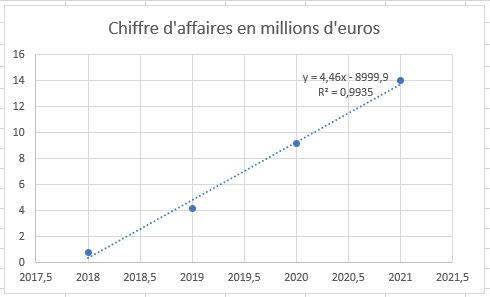 Chiffre d'affaires en millions d'euros
16
14
12
10
8
6
4
2
0
y = 4,46x - 8999,9
R² = 0,9935
2017,5 2018 2018,5 2019 2019,5 2020 2020,5 2021 2021,5